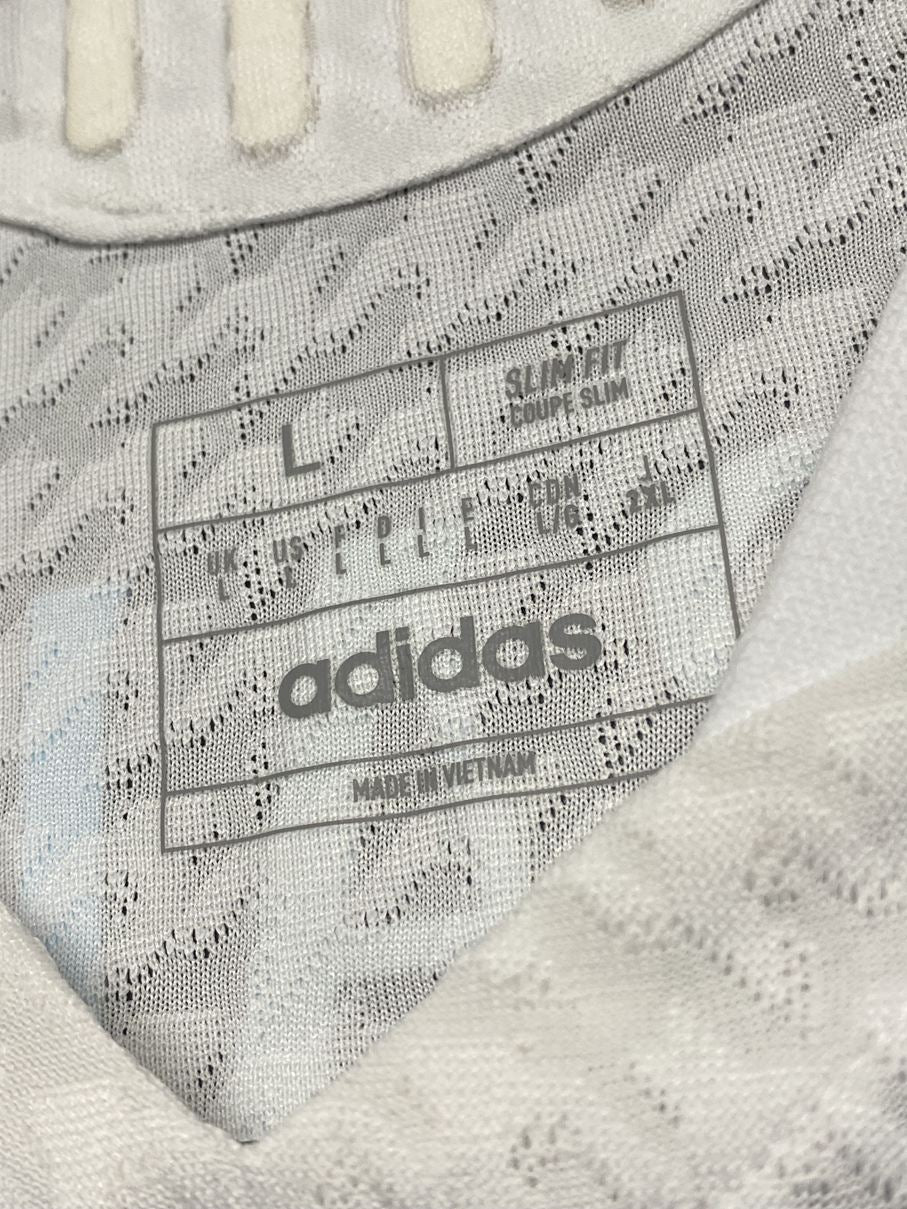 L
SLIM FIT
COUPE SLIM
UK US F D I E CDN J
L L L L L L L/G 2XL
adidas
MADE IN VIETNAM